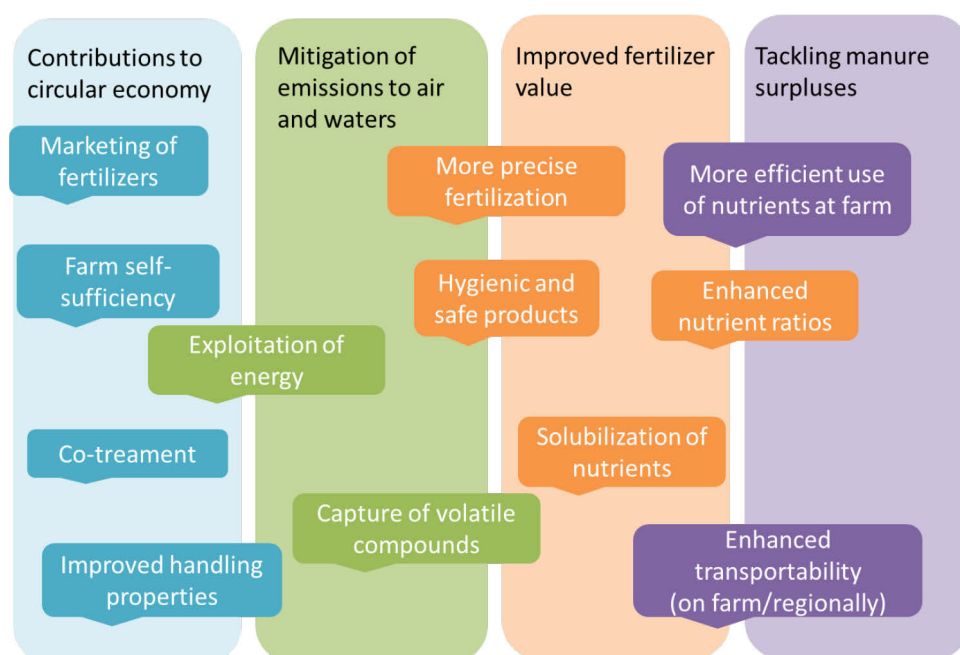 Contributions to
circular economy
Marketing of
fertilizers
Farm self-
sufficiency
Exploitation of
energy
Co-treament
Improved handling
properties
Mitigation of
emissions to air
and waters
Capture of volatile
compounds
Improved fertilizer
value
More precise
fertilization
Hygienic and
safe products
Solubilization of
nutrients
Tackling manure
surpluses
More efficient use
of nutrients at farm
Enhanced
nutrient ratios
Enhanced
transportability
(on farm/regionally)